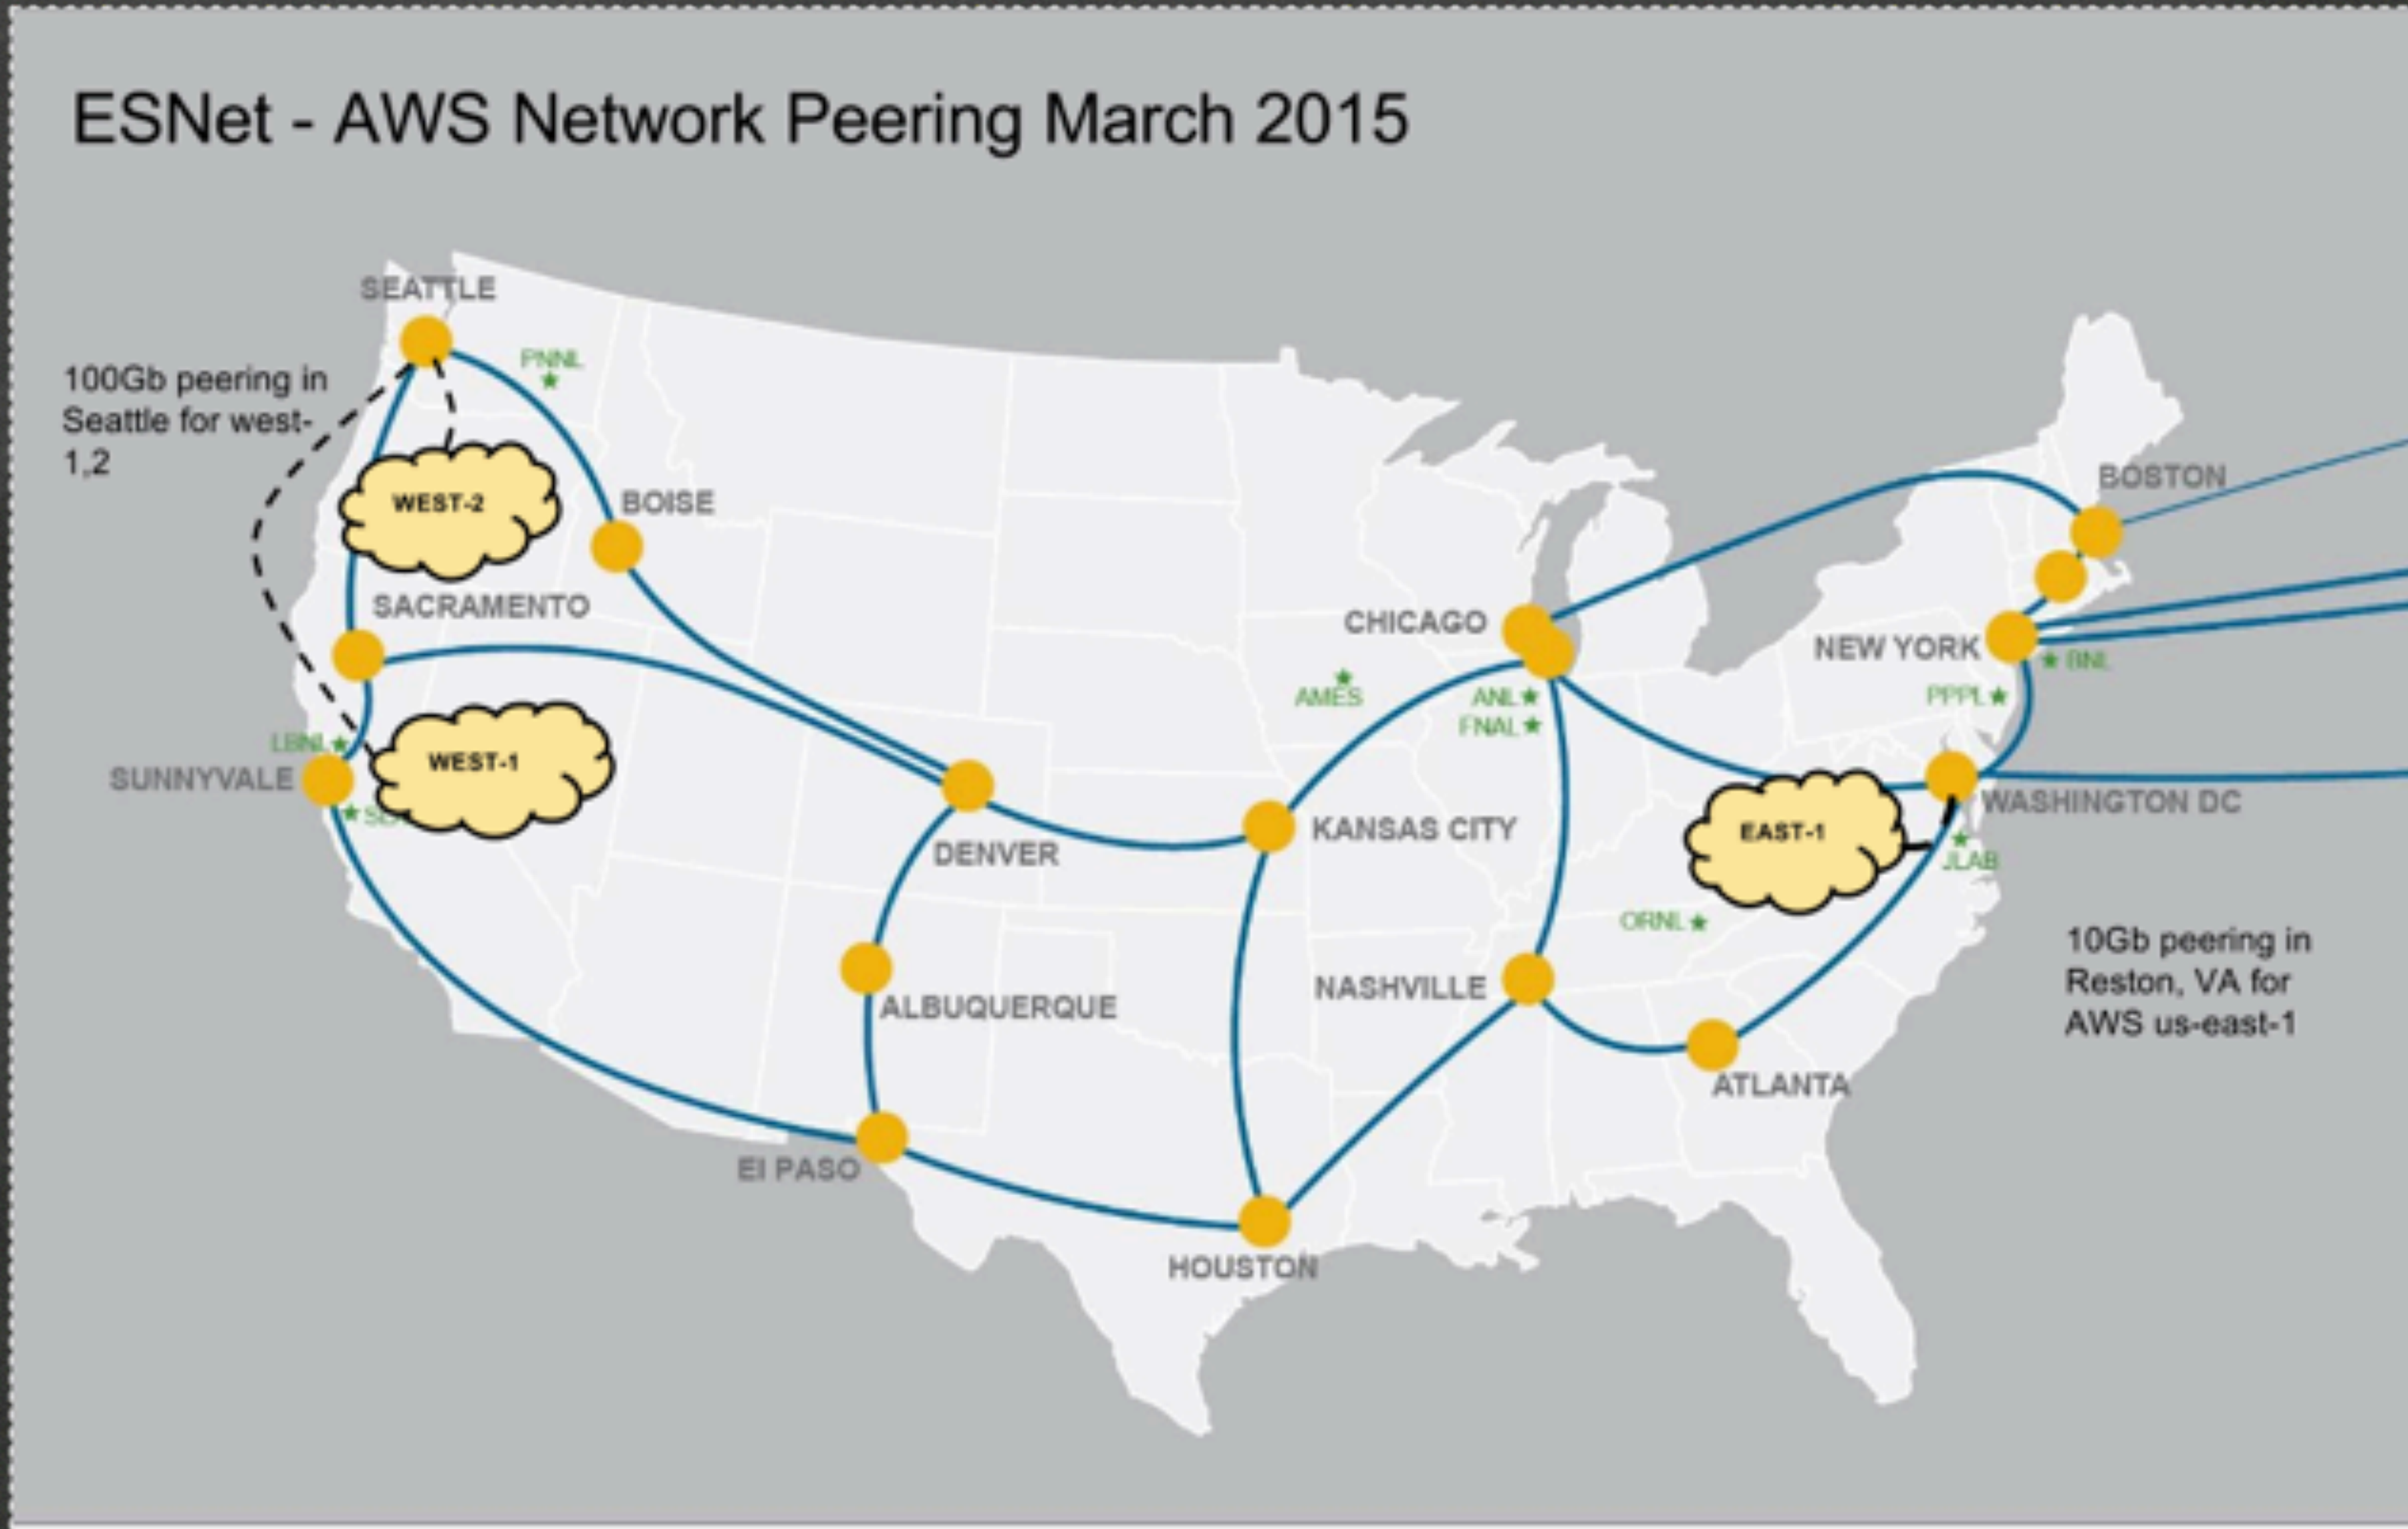 ESNet - AWS Network Peering March 2015
SEATTLE
PNNL
100Gb peering in
Seattle for west-
1,2
WEST-2
BOISE
SACRAMENTO
LBNL
SUNNYVALE
WEST-1
DENVER
ALBUQUERQUE
El PASO
HOUSTON
KANSAS CITY
CHICAGO
AMES
ANL
FNAL
NASHVILLE
ORNL
ATLANTA
BOSTON
NEW YORK
BNL
PPPL
WASHINGTON DC
EAST-1
JLAB
10Gb peering in
Reston, VA for
AWS us-east-1